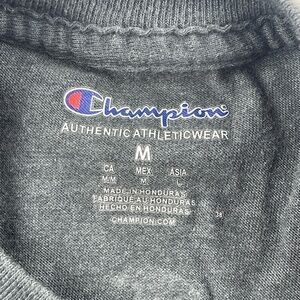 Champion
AUTHENTIC ATHLETICWEAR
M
CA MEX ASIA
M/M M L
MADE IN HONDURAS
FABRIQUÉ AU HONDURAS
HECHO EN HONDURAS
CHAMPION.COM